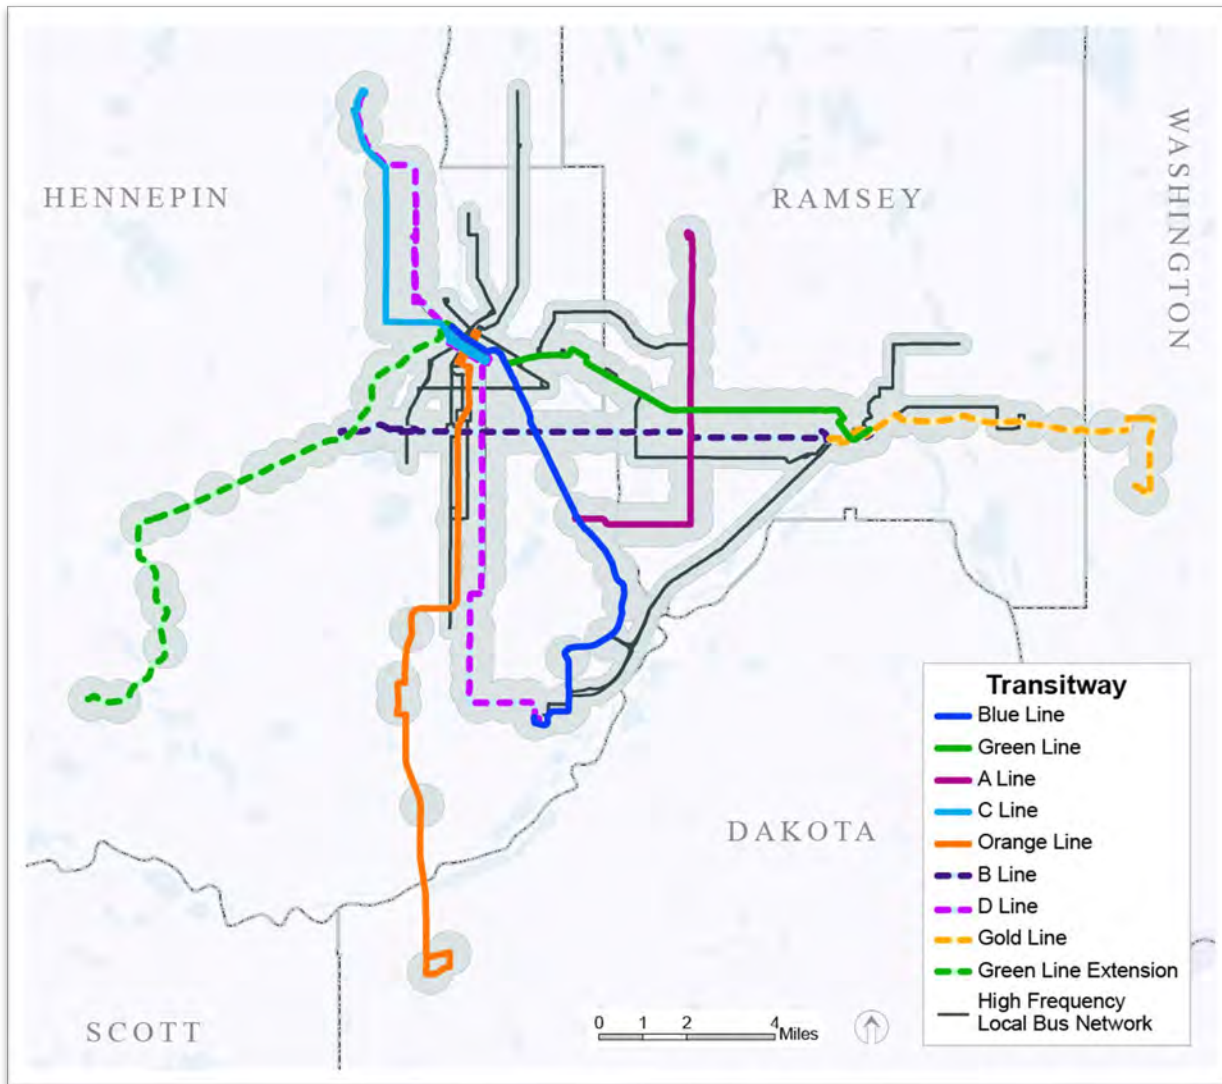 HENNEPIN
RAMSEY
WASHINGTON
DAKOTA
SCOTT
Transitway
Blue Line
Green Line
A Line
C Line
Orange Line
B Line
D Line
Gold Line
Green Line Extension
High Frequency
Local Bus Network
0 1 2 4
Miles